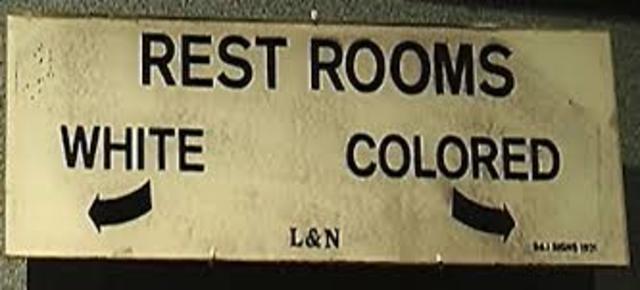 REST ROOMS
WHITE COLORED
L&N